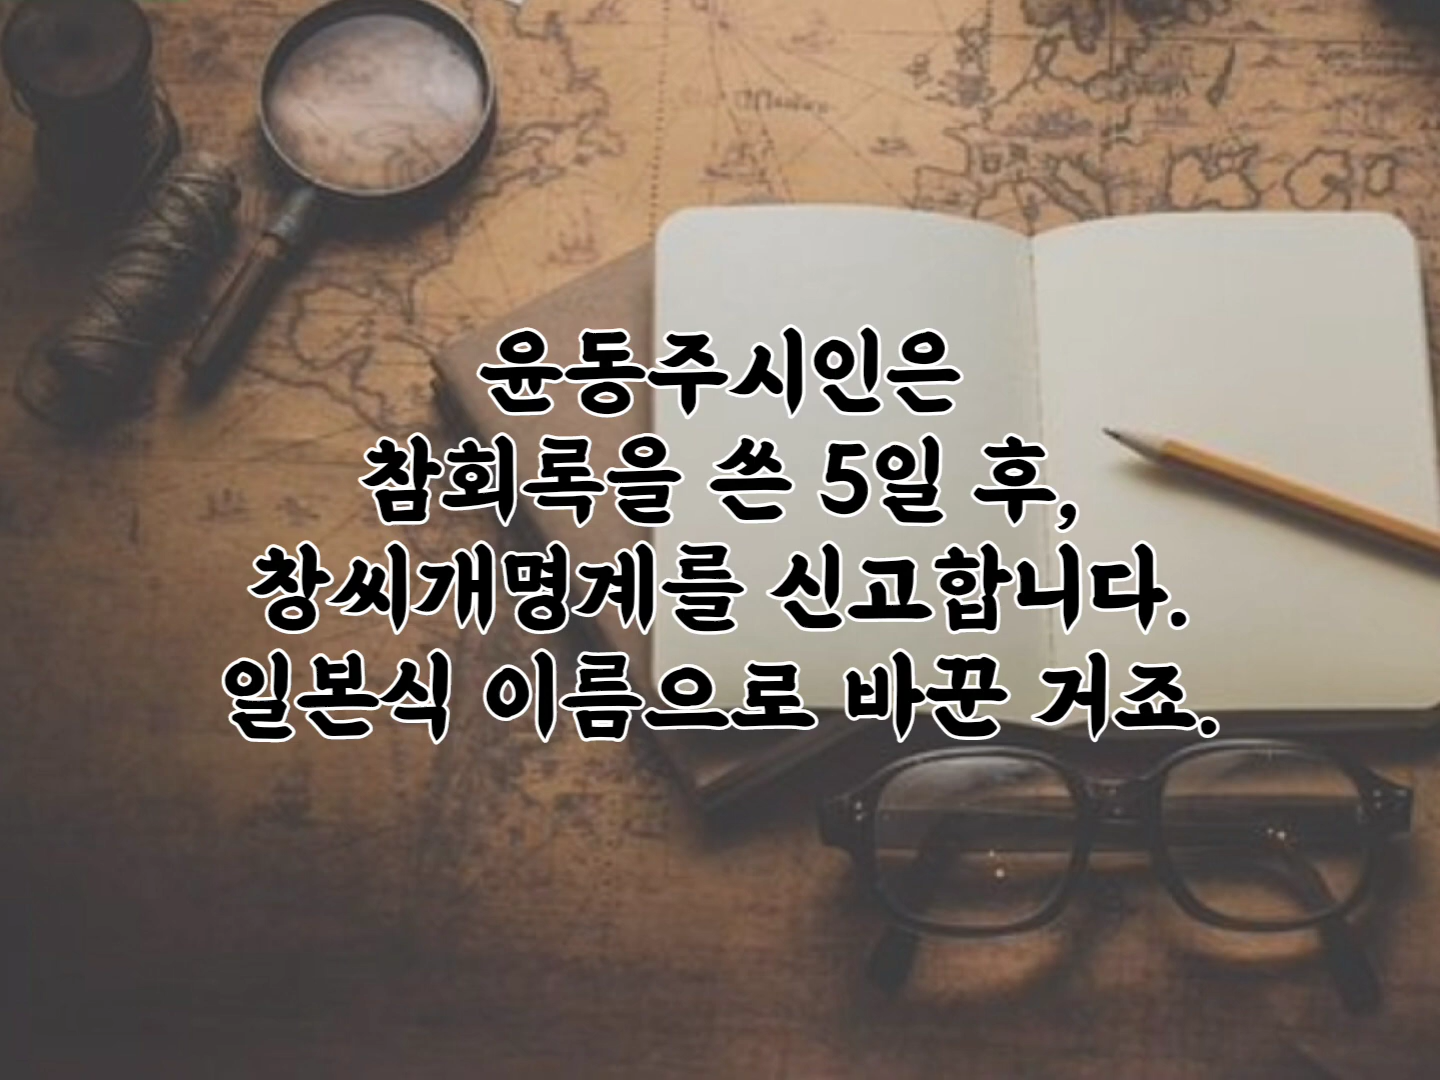 윤동주시인은
참회록을 쓴 5일 후,
창씨개명계를 신고합니다.
일본식 이름으로 바꾼 거죠.